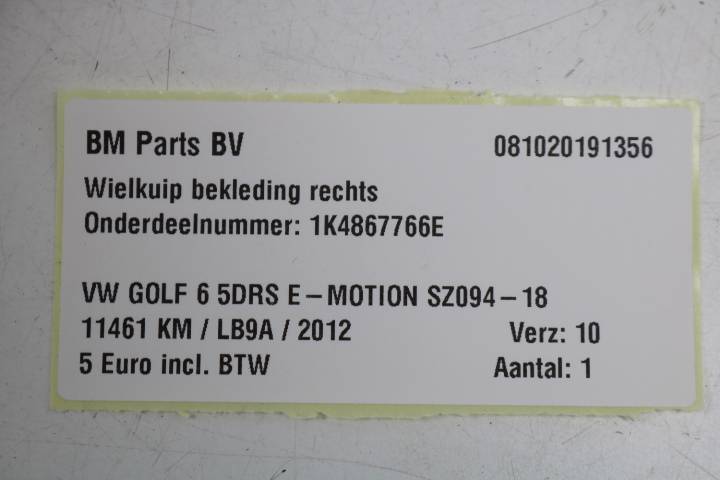 BM Parts BV 081020191356
Wielkuip bekleding rechts
Onderdeelnummer: 1K4867766E
VW GOLF 6 5DRS E-MOTION SZ094-18
11461 KM / LB9A / 2012 Verz: 10
5 Euro incl. BTW Aantal: 1